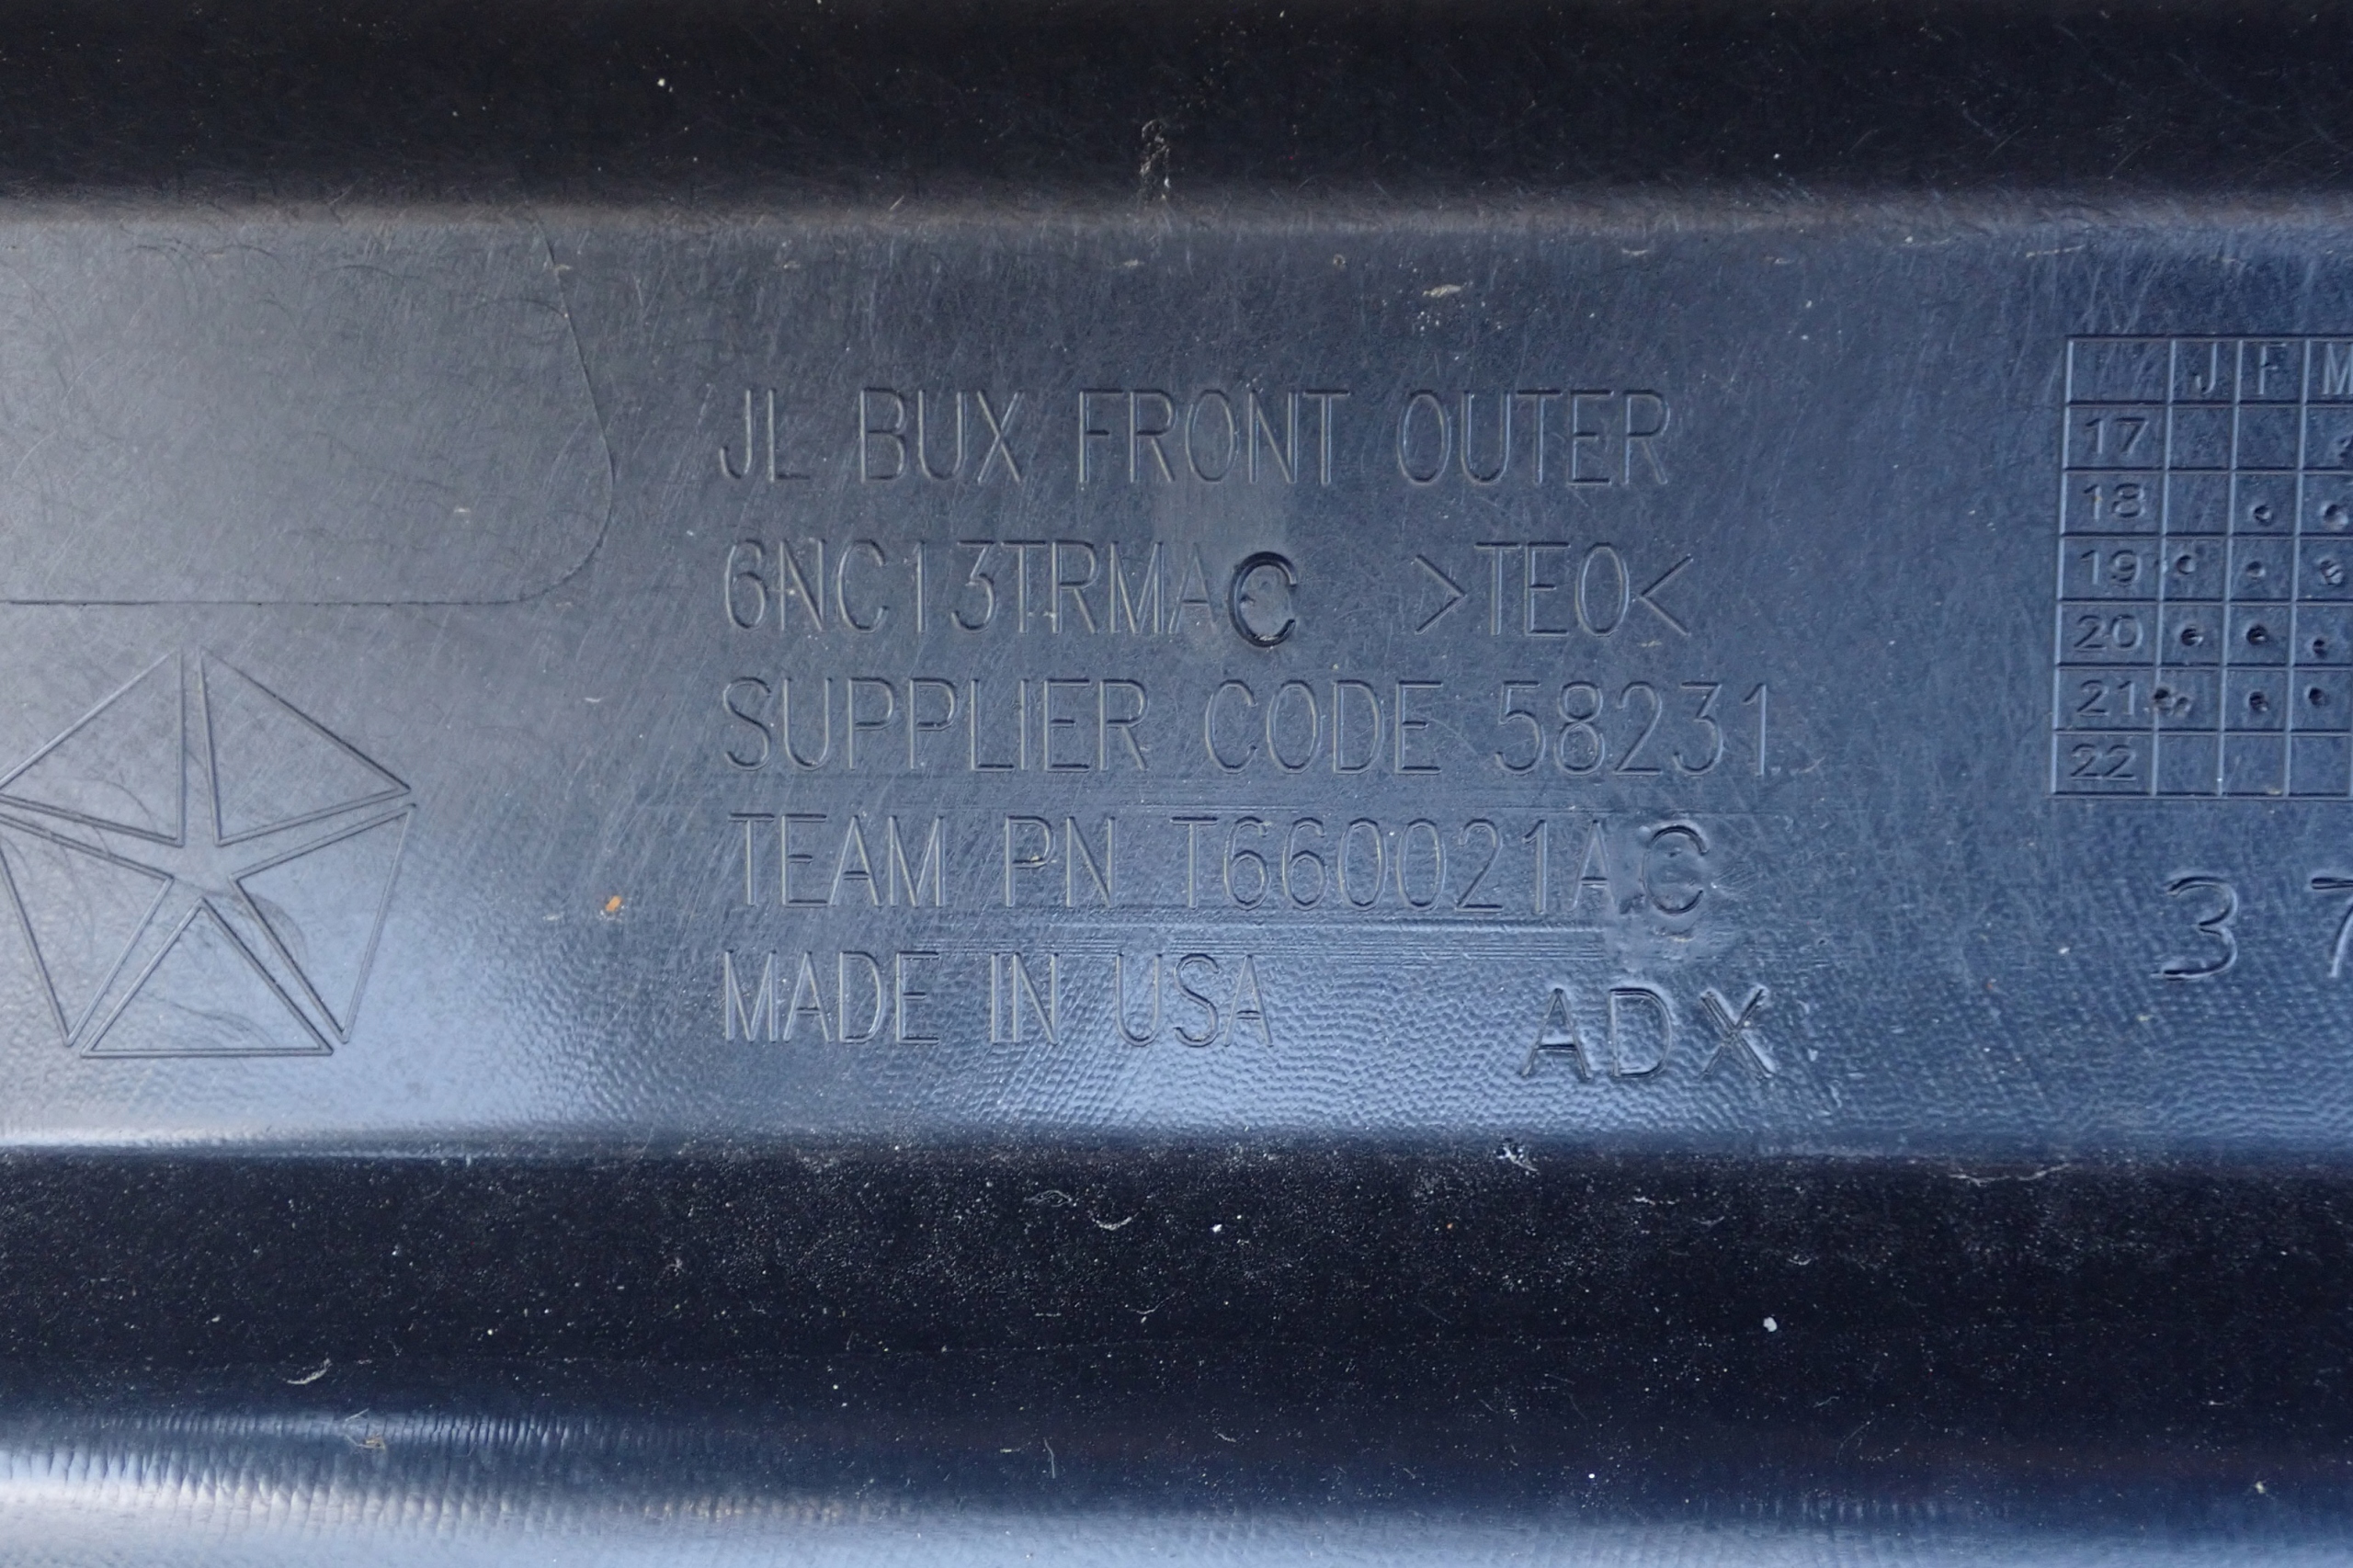 JL BUX FRONT OUTER
6NC13TRMAC >TEO<
SUPPLIER CODE 58231
TEAM PN T660021AC
MADE IN USA
ADX
J F M
17
18
19
20
21
22
37